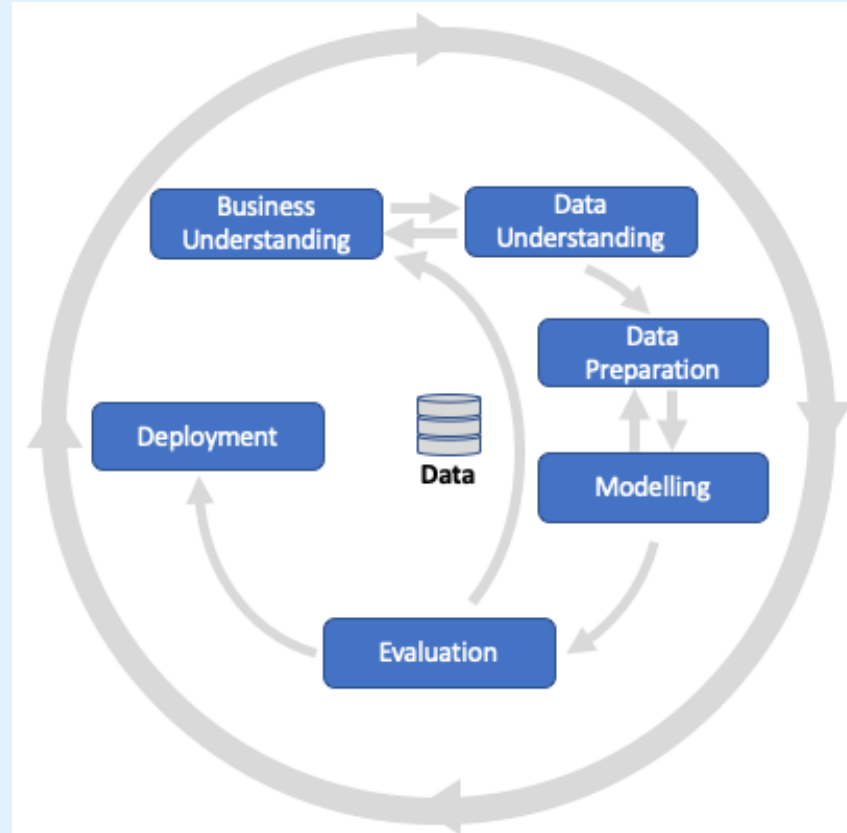 Business
Understanding
Data
Understanding
Data
Preparation
Deployment
Data
Modelling
Evaluation